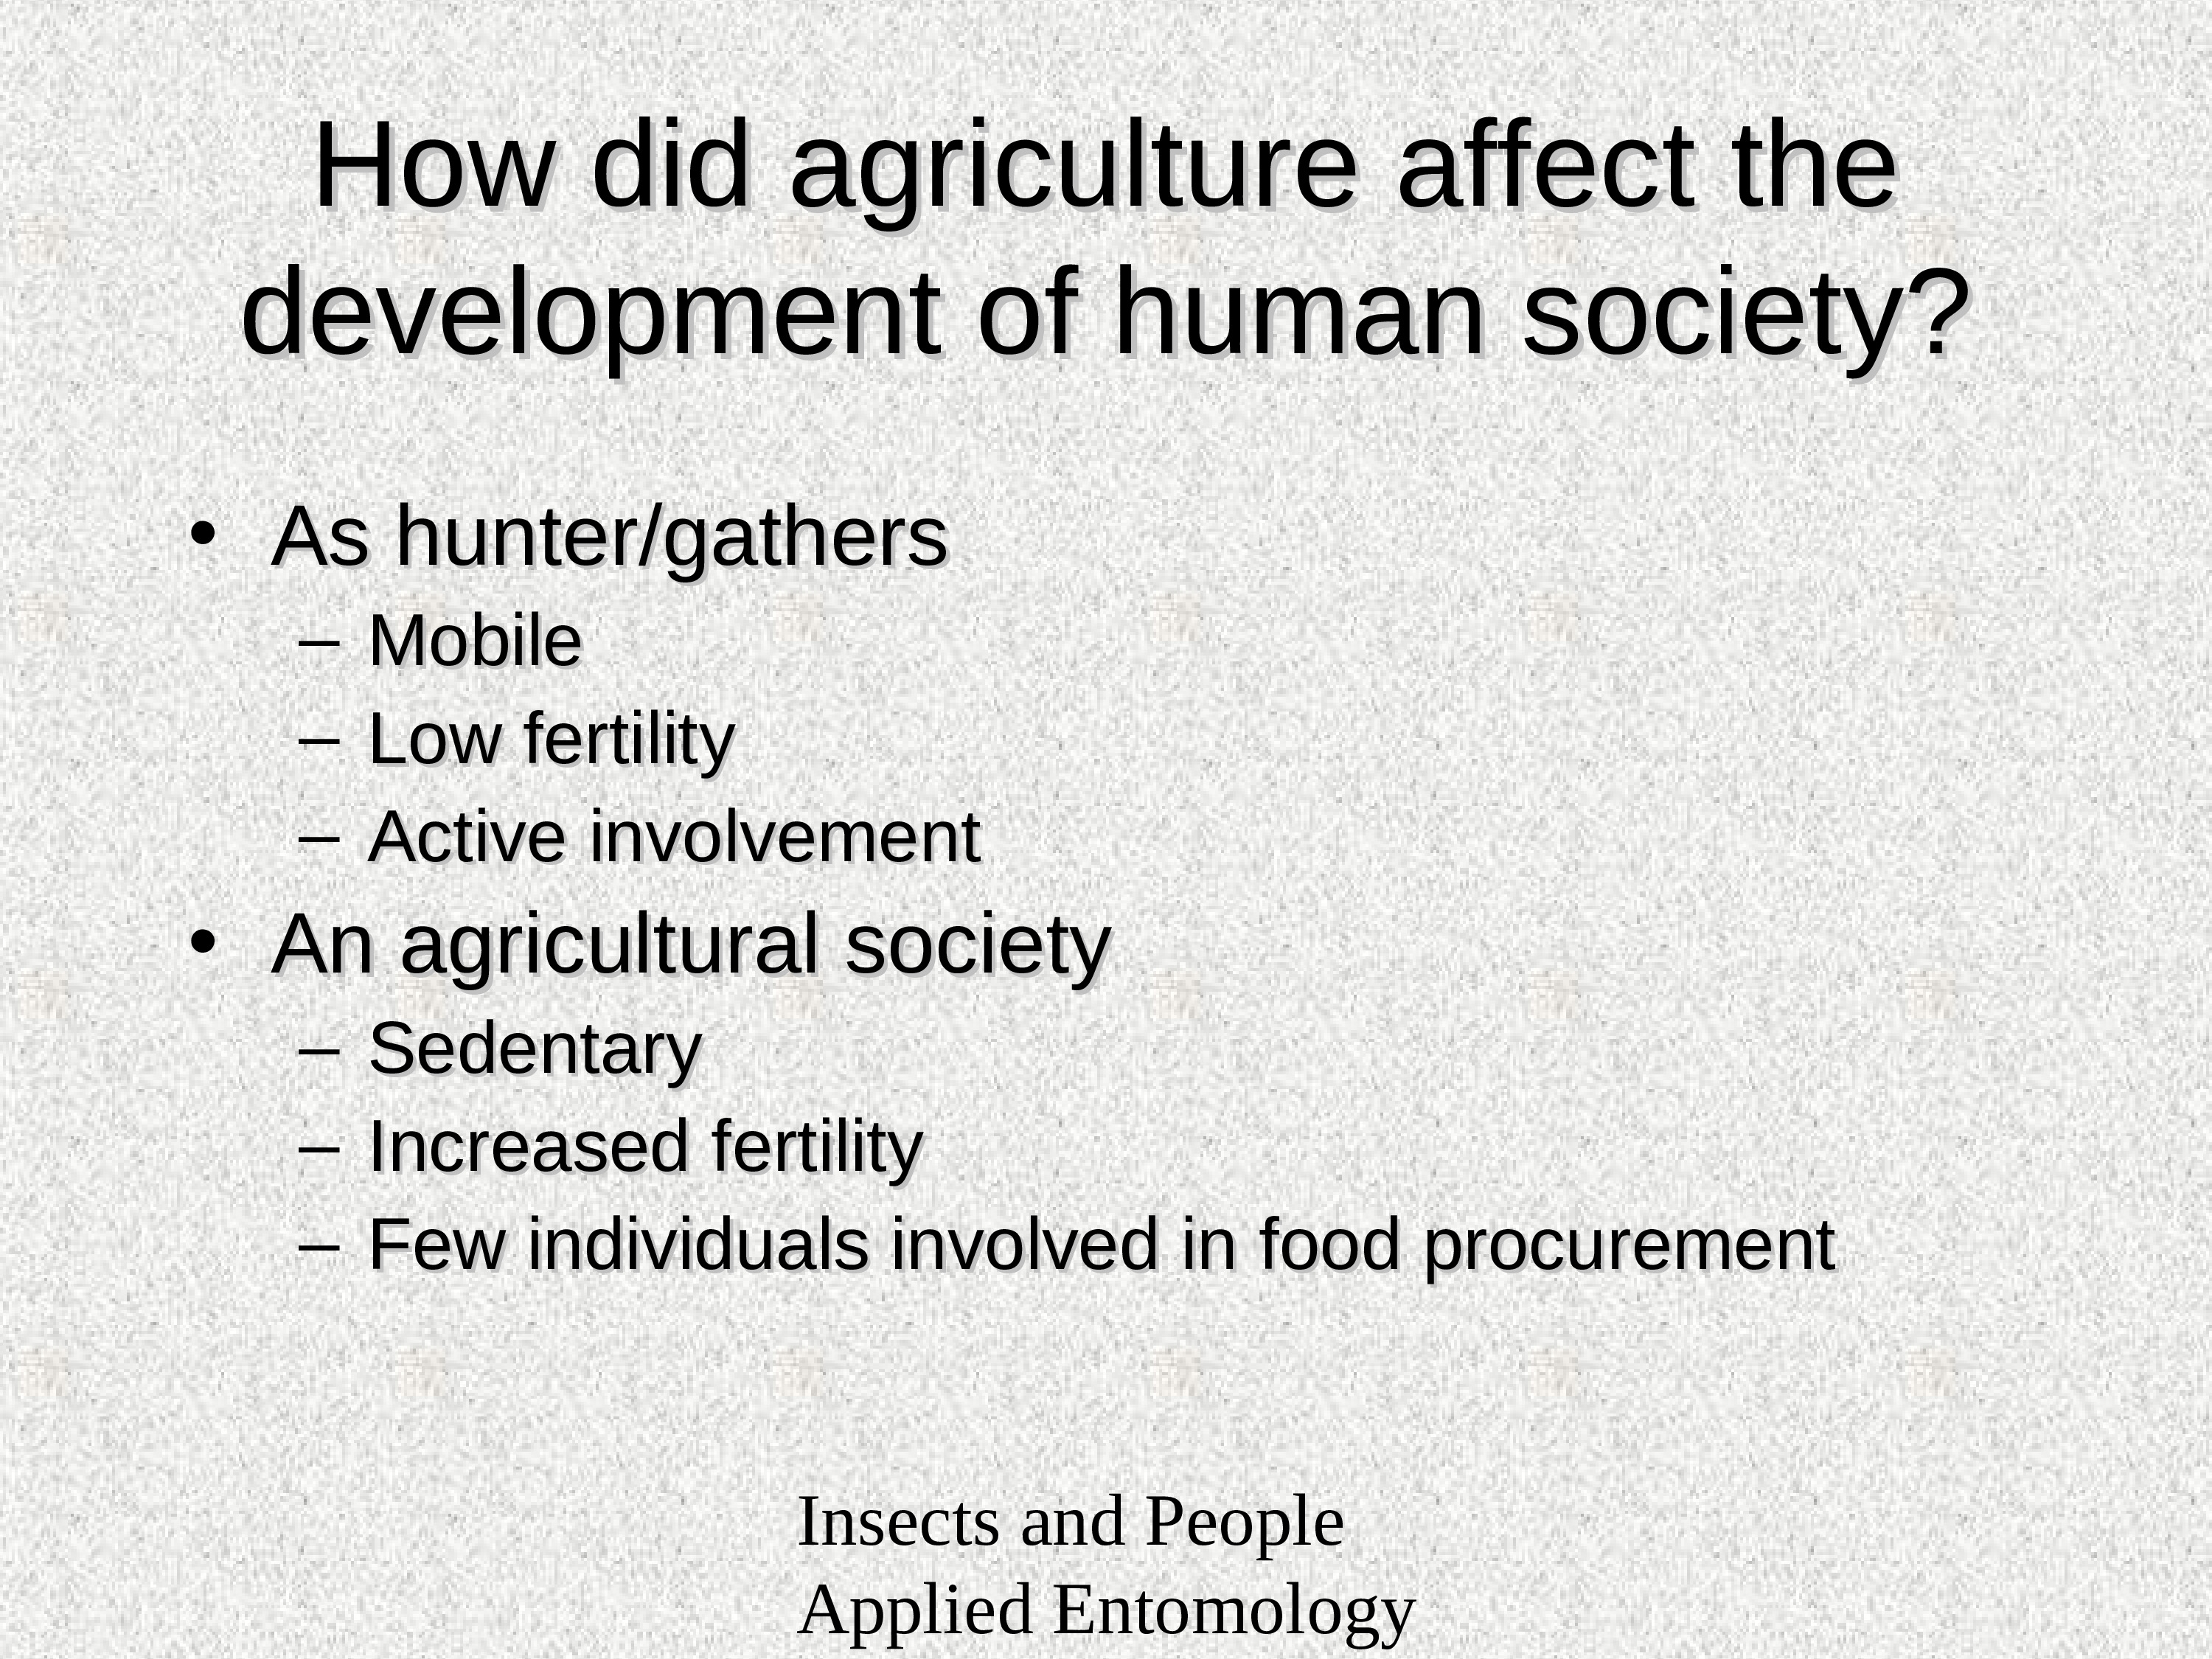 How did agriculture affect the
development of human society?
• As hunter/gathers
– Mobile
– Low fertility
– Active involvement
• An agricultural society
– Sedentary
– Increased fertility
– Few individuals involved in food procurement
Insects and People
Applied Entomology